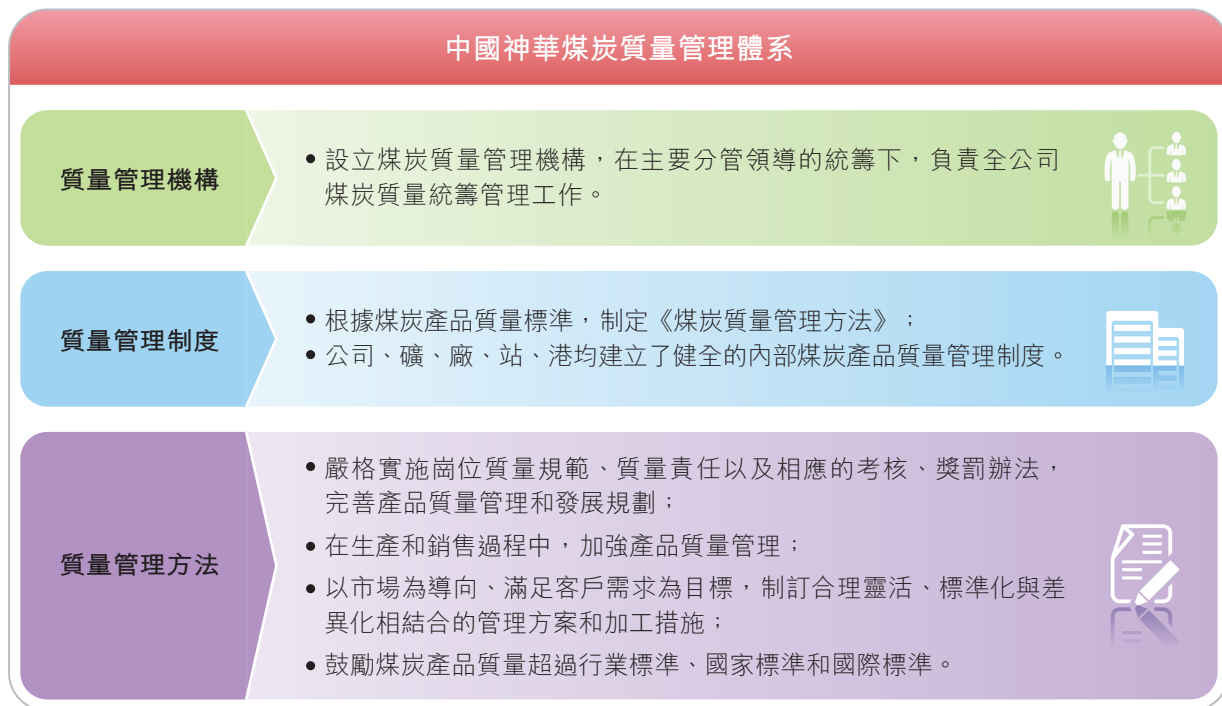 中國神華煤炭質量管理體系
質量管理機構
• 設立煤炭質量管理機構，在主要分管領導的統籌下，負責全公司
煤炭質量統籌管理工作。
質量管理制度
• 根據煤炭產品質量標準，制定《煤炭質量管理方法》；
• 公司、礦、廠、站、港均建立了健全的內部煤炭產品質量管理制度。
質量管理方法
• 嚴格實施崗位質量規範、質量責任以及相應的考核、獎罰辦法，
完善產品質量管理和發展規劃；
• 在生產和銷售過程中，加強產品質量管理；
• 以市場為導向、滿足客戶需求為目標，制訂合理靈活、標準化與差
異化相結合的管理方案和加工措施；
• 鼓勵煤炭產品質量超過行業標準、國家標準和國際標準。